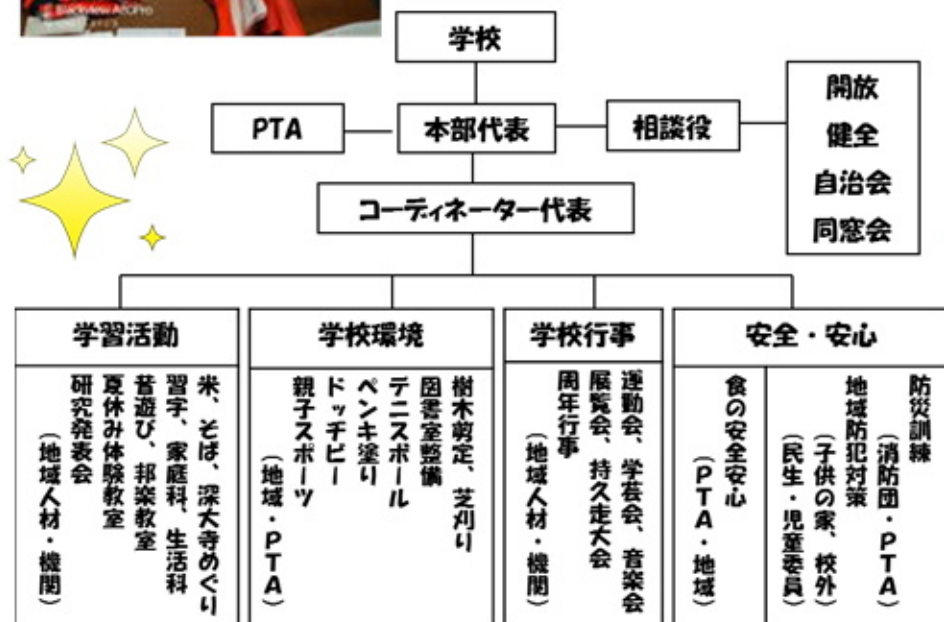 Blackview A60Pro
学校
PTA
本部代表
相談役
開放
健全
自治会
同窓会
コーディネーター代表
学習活動
米、そば、深大寺めぐり
習字、家庭科、生活科
昔遊び、邦楽教室
夏休み体験教室
研究発表会
(地域人材・機関)
学校環境
樹木剪定、芝刈り
図書室整備
テニスポール
ペンキ塗り
ドッヂビー
親子スポーツ
(地域・PTA)
学校行事
運動会、学芸会、音楽会
展覧会、持久走大会
周年行事
(地域人材・機関)
安全・安心
防災訓練
(消防団・PTA)
地域防犯対策
(子供の家、校外)
(民生・児童委員)
食の安全安心
(PTA・地域)